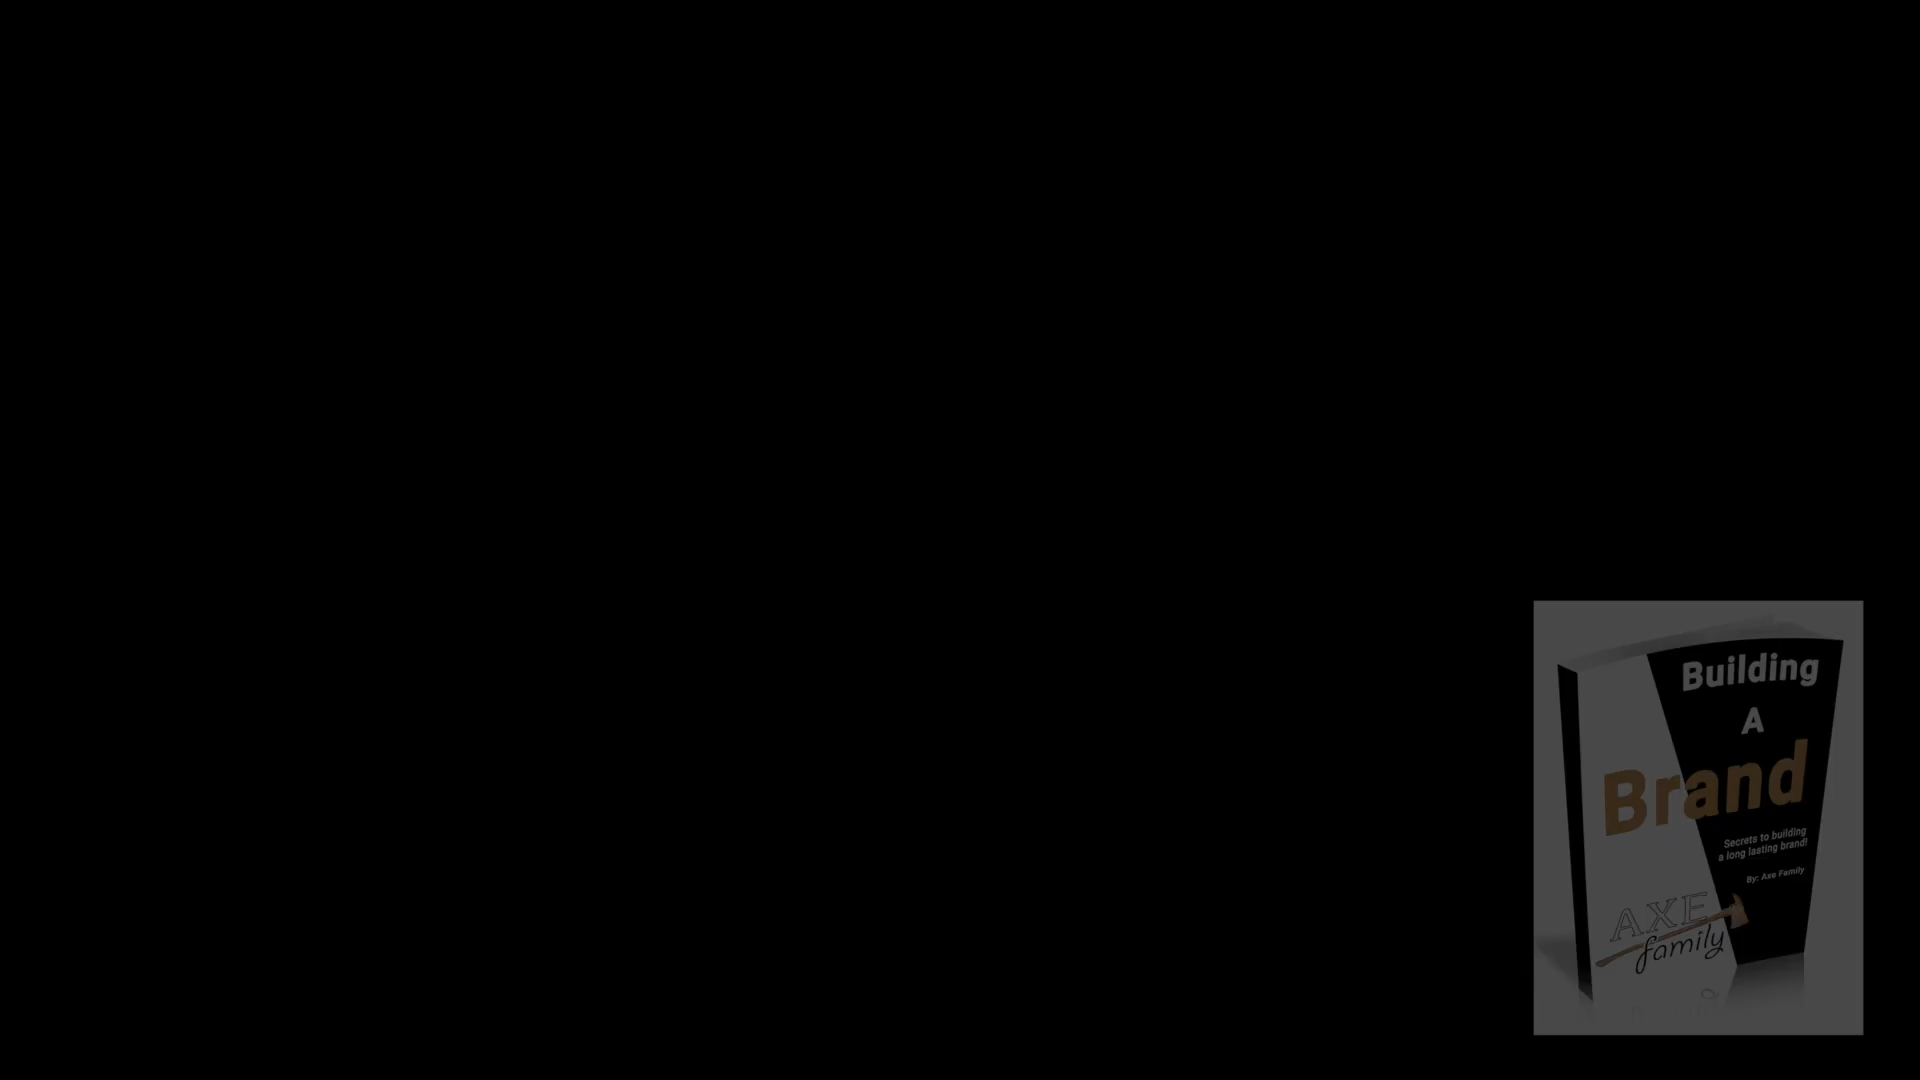 Building
A
Brand
Secrets to building
a long lasting brand!
By: Axe Family
AXE
family